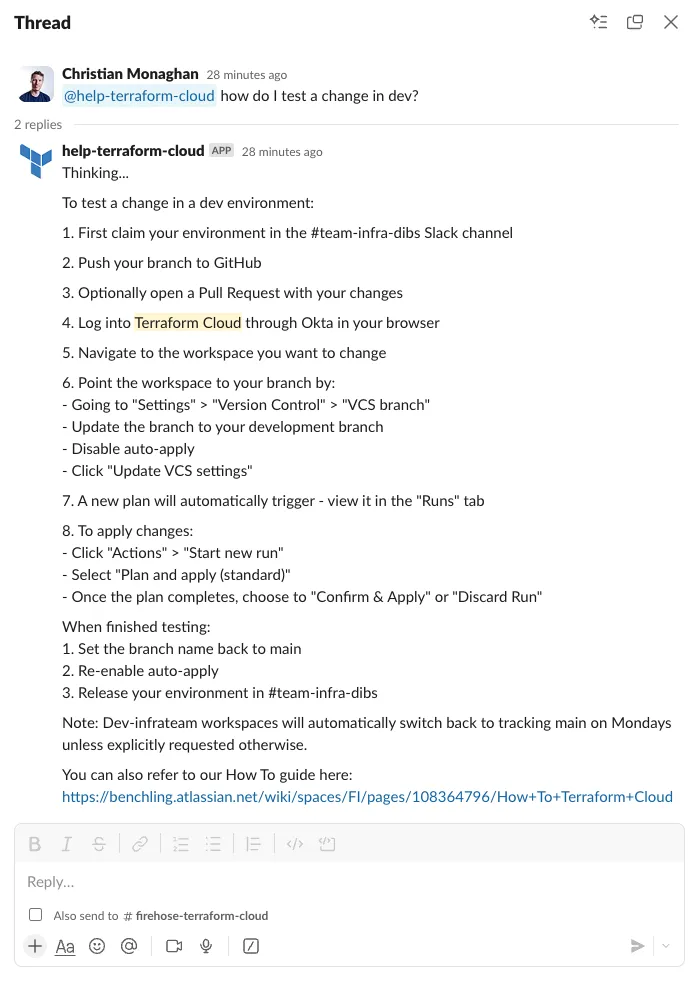 Thread
Christian Monaghan 28 minutes ago
@help-terraform-cloud how do I test a change in dev?
2 replies
help-terraform-cloud APP 28 minutes ago
Thinking...
To test a change in a dev environment:
1. First claim your environment in the #team-infra-dibs Slack channel
2. Push your branch to GitHub
3. Optionally open a Pull Request with your changes
4. Log into Terraform Cloud through Okta in your browser
5. Navigate to the workspace you want to change
6. Point the workspace to your branch by:
- Going to "Settings" > "Version Control" > "VCS branch"
- Update the branch to your development branch
- Disable auto-apply
- Click "Update VCS settings"
7. A new plan will automatically trigger - view it in the "Runs" tab
8. To apply changes:
- Click "Actions" > "Start new run"
- Select "Plan and apply (standard)"
- Once the plan completes, choose to "Confirm & Apply" or "Discard Run"
When finished testing:
1. Set the branch name back to main
2. Re-enable auto-apply
3. Release your environment in #team-infra-dibs
Note: Dev-infrateam workspaces will automatically switch back to tracking main on Mondays
unless explicitly requested otherwise.
You can also refer to our How To guide here:
https://benchling.atlassian.net/wiki/spaces/FI/pages/108364796/How+To+Terraform+Cloud
B I S
Reply...
Also send to # firehose-terraform-cloud
Aa